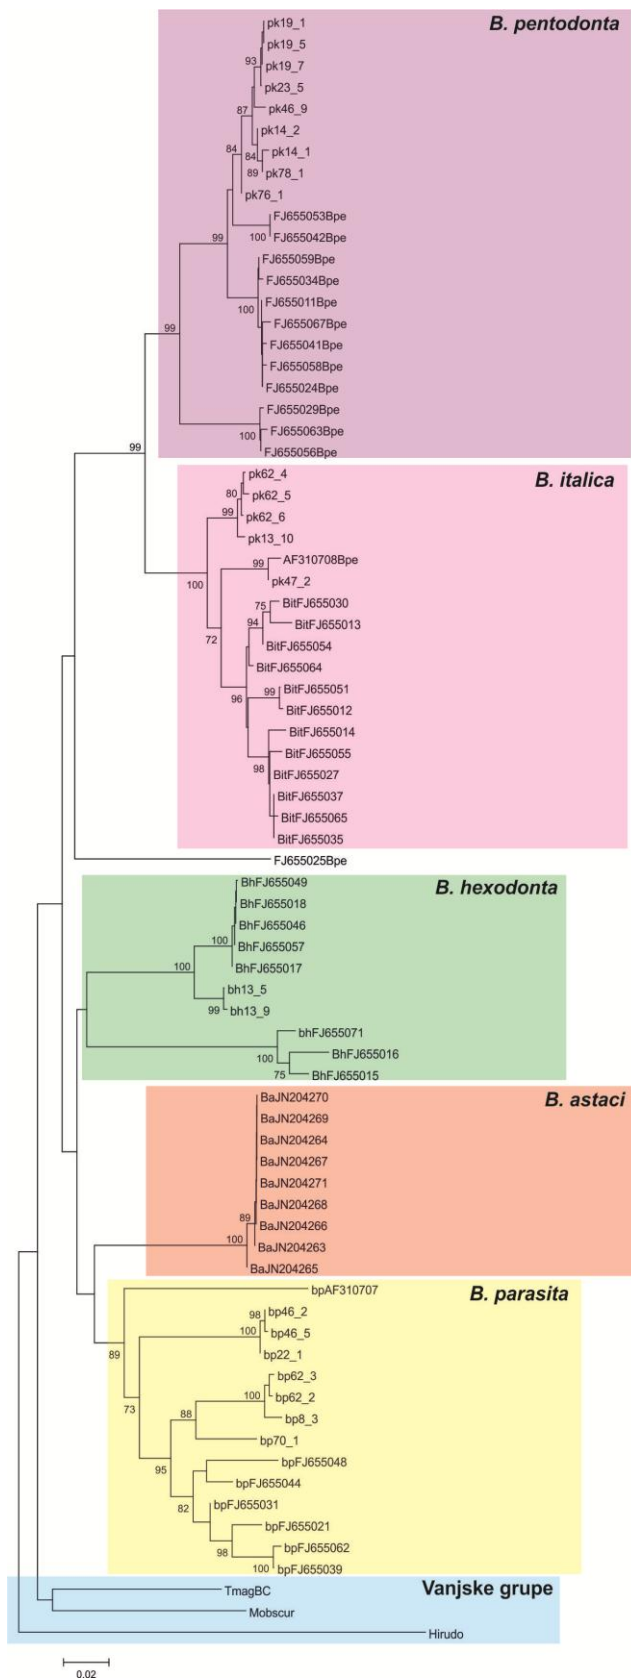 B. pentodonta
pk19_1
pk19_5
93
pk19_7
pk23_5
87
pk46_9
pk14_2
84
84
pk14_1
89
pk78_1
pk76_1
FJ655053Bpe
99
100
FJ655042Bpe
FJ655059Bpe
FJ655034Bpe
100
FJ655011Bpe
FJ655067Bpe
99
FJ655041Bpe
FJ655058Bpe
FJ655024Bpe
FJ655029Bpe
100
FJ655063Bpe
99
FJ655056Bpe
B. italica
pk62_4
80
pk62_5
99
pk62_6
pk13_10
99
AF310708Bpe
100
pk47_2
75
BitFJ655030
94
BitFJ655013
72
BitFJ655054
BitFJ655064
99
BitFJ655051
96
BitFJ655012
BitFJ655014
BitFJ655055
98
BitFJ655027
BitFJ655037
BitFJ655065
BitFJ655035
FJ655025Bpe
B. hexodonta
BhFJ655049
BhFJ655018
BhFJ655046
100
BhFJ655057
100
BhFJ655017
bh13_5
99
bh13_9
bhFJ655071
100
BhFJ655016
75
BhFJ655015
B. astaci
BaJN204270
BaJN204269
BaJN204264
BaJN204267
BaJN204271
BaJN204268
89
BaJN204266
100
BaJN204263
BaJN204265
B. parasita
bpAF310707
98
bp46_2
100
bp46_5
89
bp22_1
bp62_3
100
bp62_2
73
88
bp8_3
bp70_1
95
bpFJ655048
bpFJ655044
82
bpFJ655031
bpFJ655021
98
bpFJ655062
100
bpFJ655039
Vanjske grupe
TmagBC
Mobscur
Hirudo
0.02